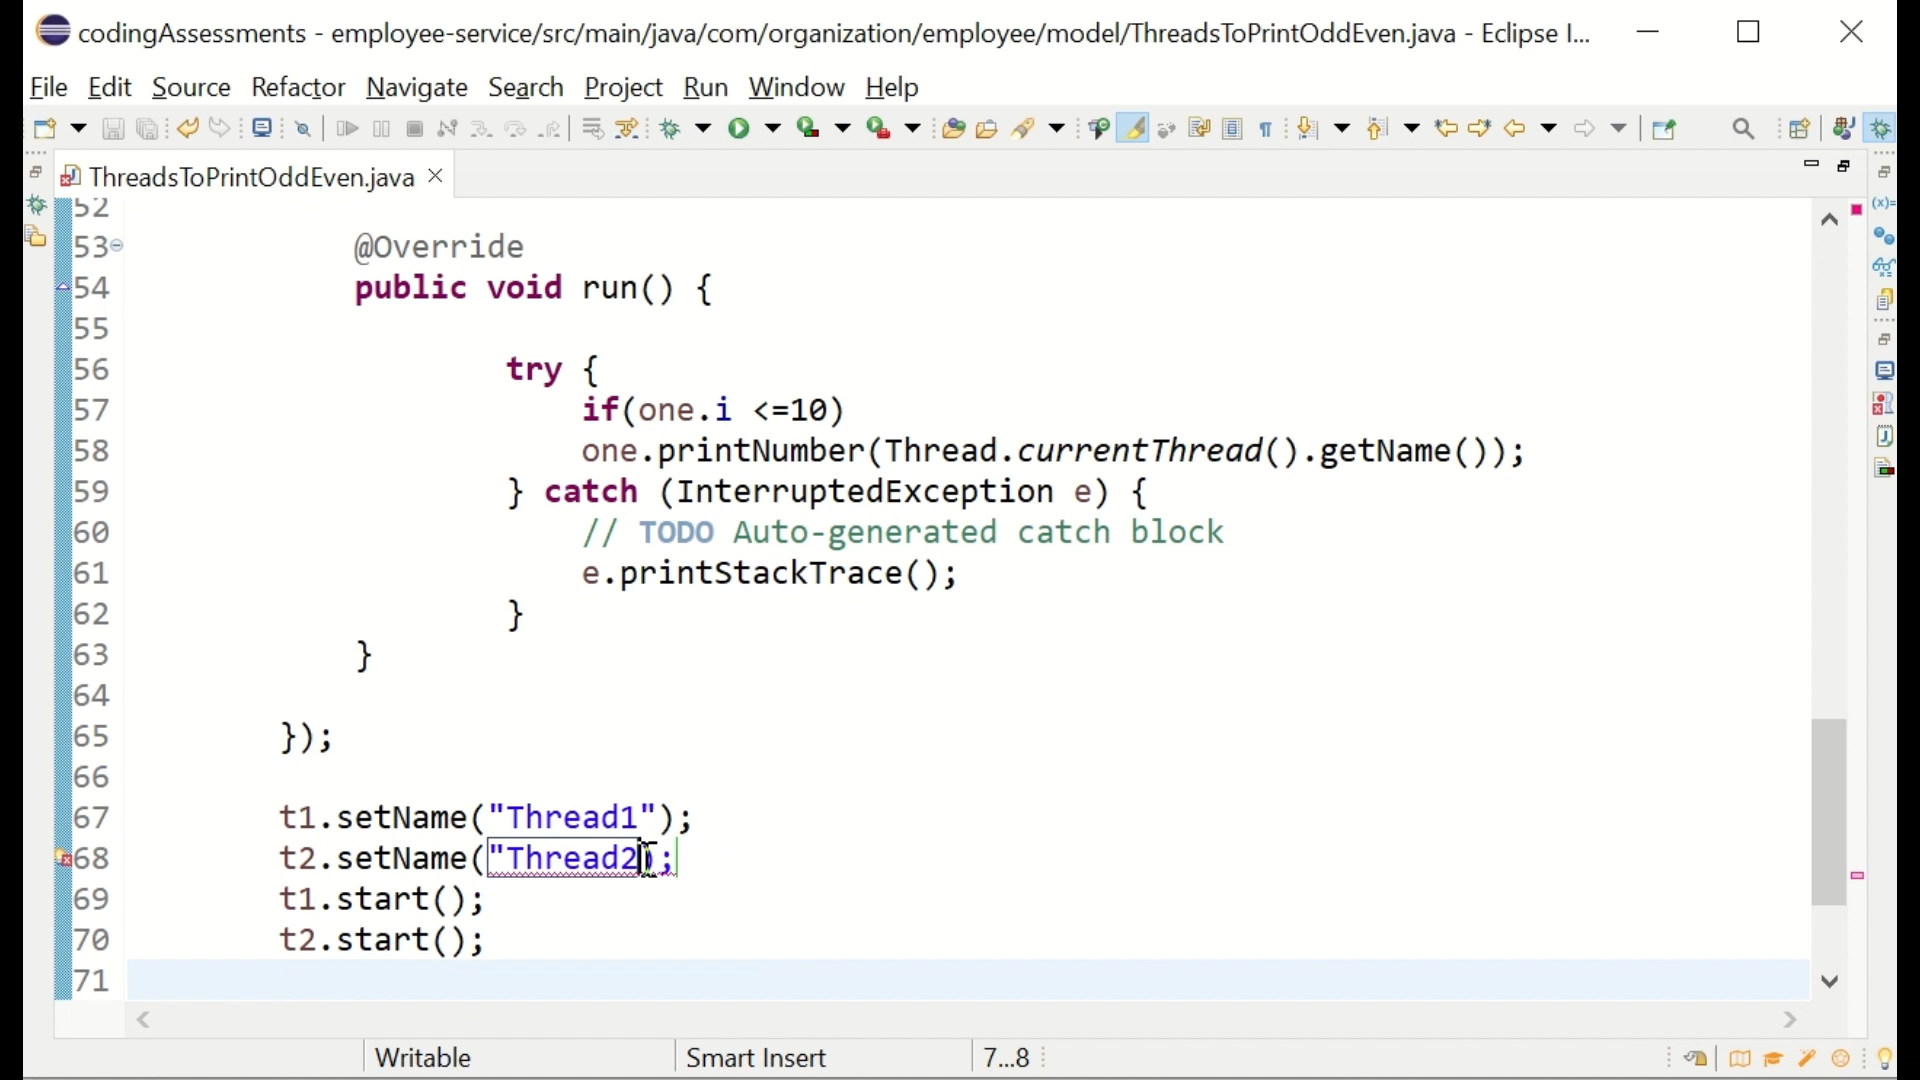 codingAssessments - employee-service/src/main/java/com/organization/employee/model/ThreadsToPrintOddEven.java - Eclipse I...
File Edit Source Refactor Navigate Search Project Run Window Help
ThreadsToPrintOddEven.java
52
53 @Override
54 public void run() {
55
56 try {
57 if(one.i <=10)
58 one.printNumber(Thread.currentThread().getName());
59 } catch (InterruptedException e) {
60 // TODO Auto-generated catch block
61 e.printStackTrace();
62 }
63 }
64
65 });
66
67 t1.setName("Thread1");
68 t2.setName("Thread2);
69 t1.start();
70 t2.start();
71
Writable Smart Insert 7...8